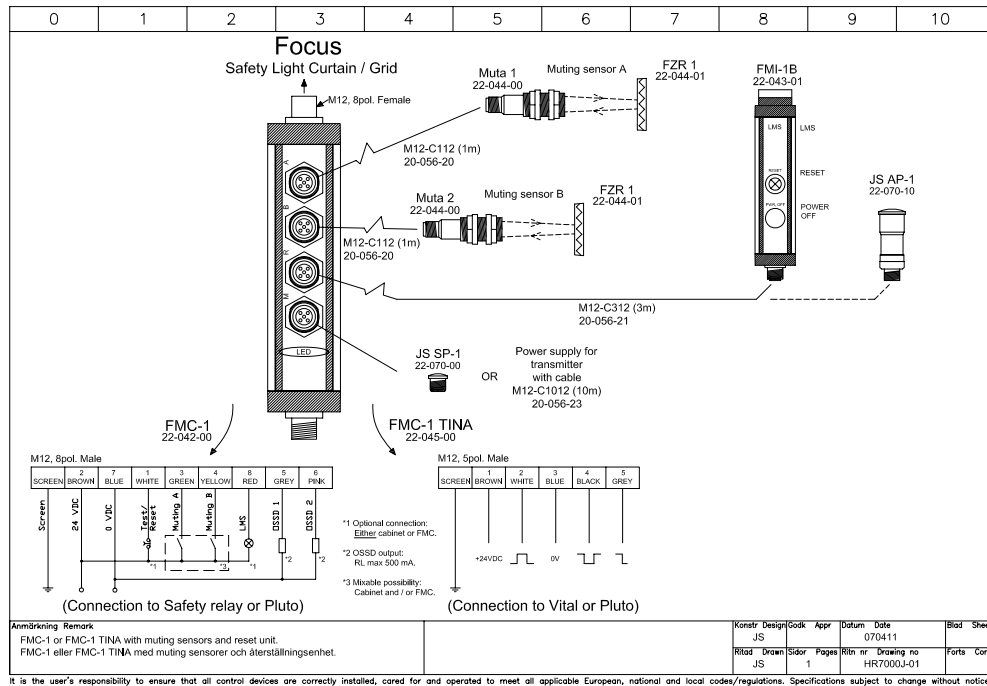 0 1 2 3 4 5 6 7 8 9 10
Focus
Safety Light Curtain / Grid
M12, 8pol. Female
Muta 1
22-044-00
Muting sensor A
FZR 1
22-044-01
FMI-1B
22-043-01
LMS
LMS
RESET
RESET
PWR. OFF
POWER
OFF
JS AP-1
22-070-10
A
M12-C112 (1m)
20-056-20
Muta 2
22-044-00
Muting sensor B
FZR 1
22-044-01
B
M12-C112 (1m)
20-056-20
R
M
M12-C312 (3m)
20-056-21
LED
JS SP-1
22-070-00
OR
Power supply for
transmitter
with cable
M12-C1012 (10m)
20-056-23
FMC-1
22-042-00
FMC-1 TINA
22-045-00
M12, 8pol. Male
2 7 1 3 4 8 5 6
SCREEN BROWN BLUE WHITE GREEN YELLOW RED GREY PINK
Screen
24 VDC
0 VDC
Test/
Reset
Muting A
Muting B
LMS
OSSD 1
OSSD 2
*1 *3 *1 *2 *2
*1 Optional connection:
Either cabinet or FMC.
*2 OSSD output:
RL max 500 mA.
*3 Mixable possibility:
Cabinet and / or FMC.
(Connection to Safety relay or Pluto)
M12, 5pol. Male
1 2 3 4 5
SCREEN BROWN WHITE BLUE BLACK GREY
+24VDC 0V
(Connection to Vital or Pluto)
Anmärkning Remark
FMC-1 or FMC-1 TINA with muting sensors and reset unit.
FMC-1 eller FMC-1 TINA med muting sensorer och återställningsenhet.
Konstr Design Godk Appr Datum Date Blad Shee
JS 070411
Ritad Drawn Sidor Pages Ritn nr Drawing no Forts Con
JS 1 HR7000J-01
It is the user's responsibility to ensure that all control devices are correctly installed, cared for and operated to meet all applicable European, national and local codes/regulations. Specifications subject to change without notice